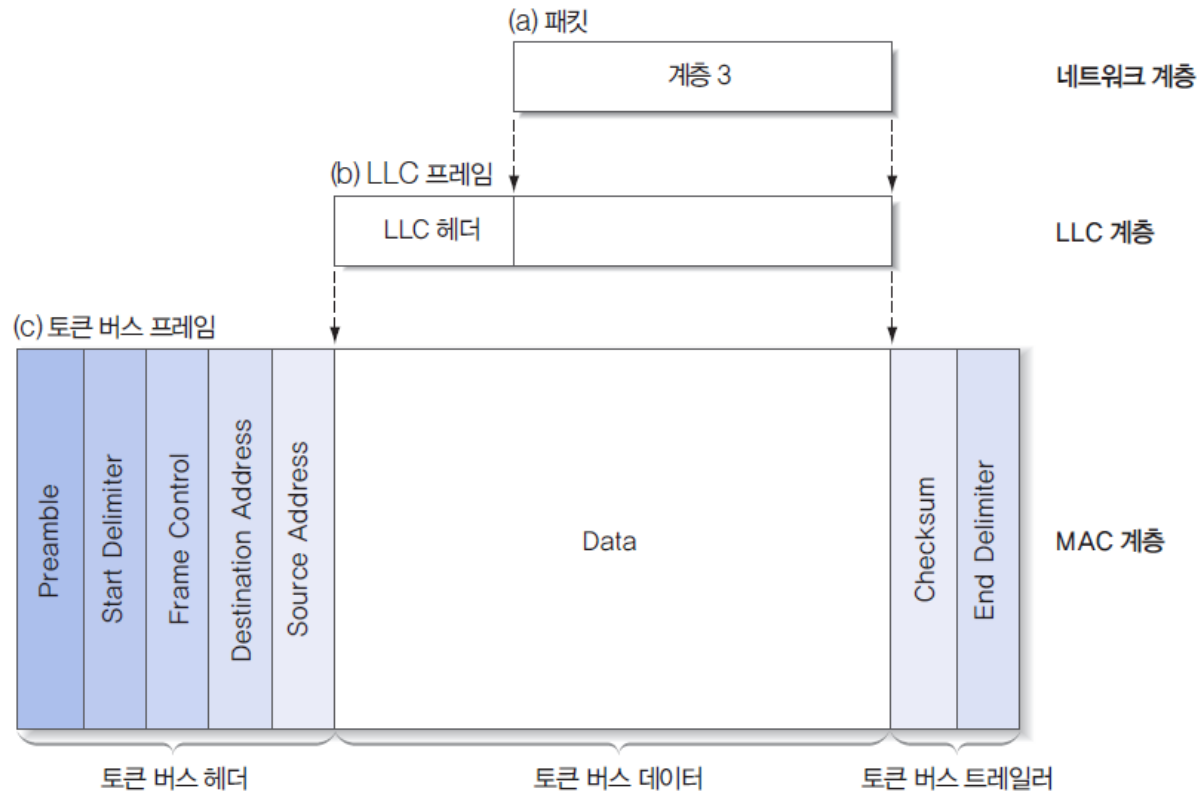 (a) 패킷
계층 3
네트워크 계층
(b) LLC 프레임
LLC 헤더
LLC 계층
(c) 토큰 버스 프레임
Preamble
Start Delimiter
Frame Control
Destination Address
Source Address
Data
Checksum
End Delimiter
MAC 계층
토큰 버스 헤더
토큰 버스 데이터
토큰 버스 트레일러